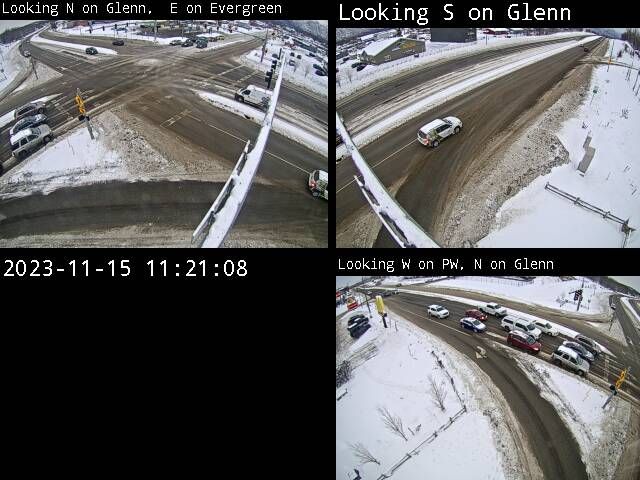 Looking N on Glenn,  E on Evergreen
Looking S on Glenn
2023-11-15 11:21:08
Looking W on PW, N on Glenn